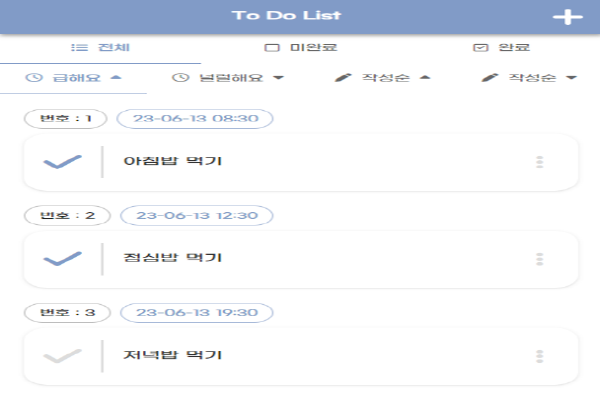 To Do List
전체 미완료 완료
급해요 널널해요 작성순 작성순
번호 : 1 23-06-13 08:30
아침밥 먹기
번호 : 2 23-06-13 12:30
점심밥 먹기
번호 : 3 23-06-13 19:30
저녁밥 먹기